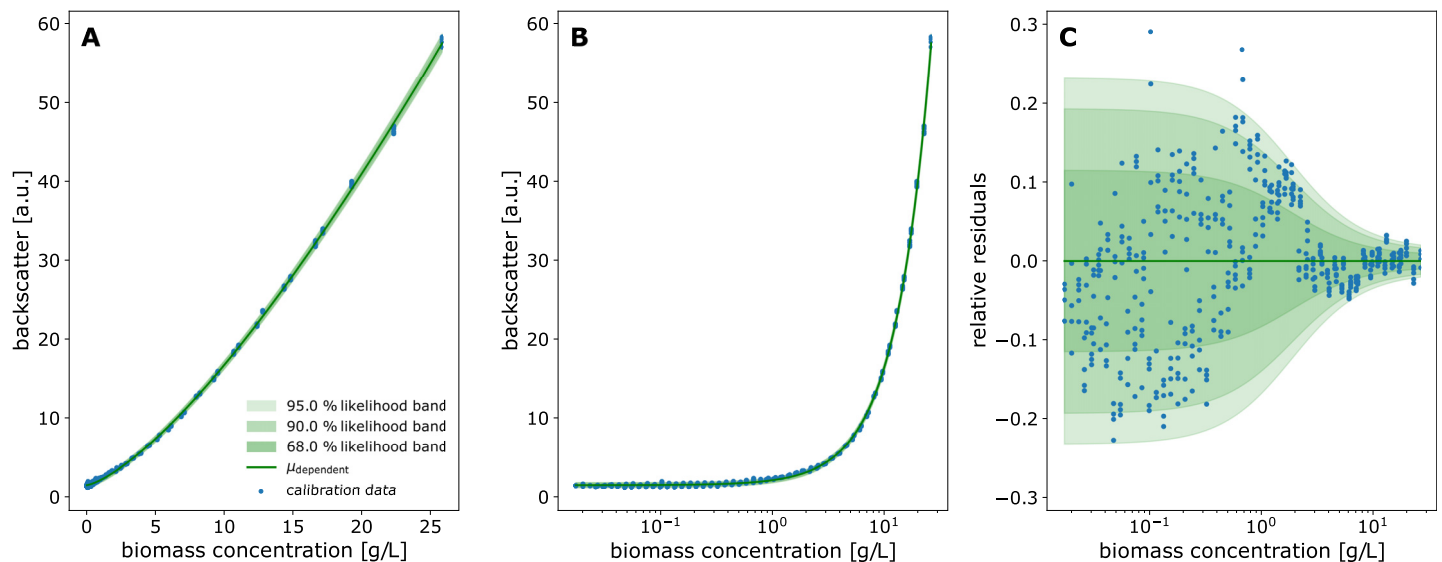 A
60
50
40
30
20
10
0
backscatter [a.u.]
95.0 % likelihood band
90.0 % likelihood band
68.0 % likelihood band
μdependent
calibration data
0 5 10 15 20 25
biomass concentration [g/L]
B
60
50
40
30
20
10
0
backscatter [a.u.]
10⁻¹ 10⁰ 10¹
biomass concentration [g/L]
C
0.3
0.2
0.1
0.0
−0.1
−0.2
−0.3
relative residuals
10⁻¹ 10⁰ 10¹
biomass concentration [g/L]